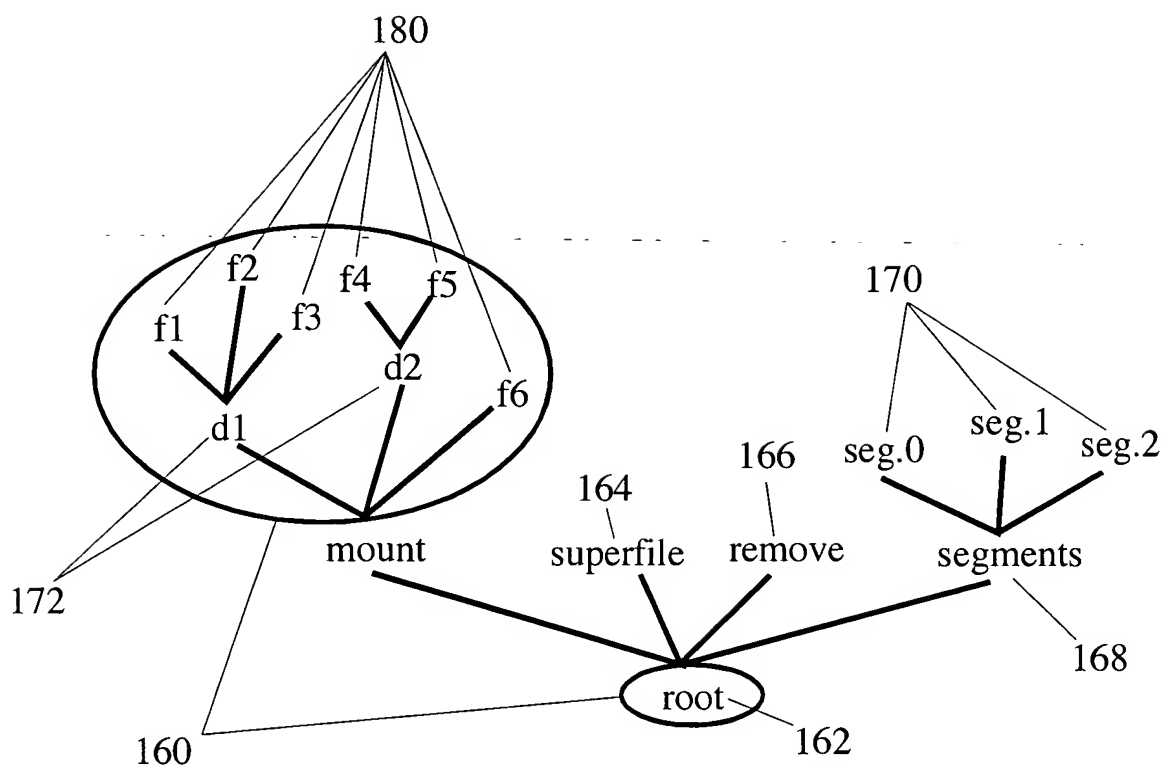 180
f2
f4
f5
170
f1
f3
d2
f6
d1
seg.0
seg.1
seg.2
164
166
mount
superfile
remove
segments
172
168
root
162
160